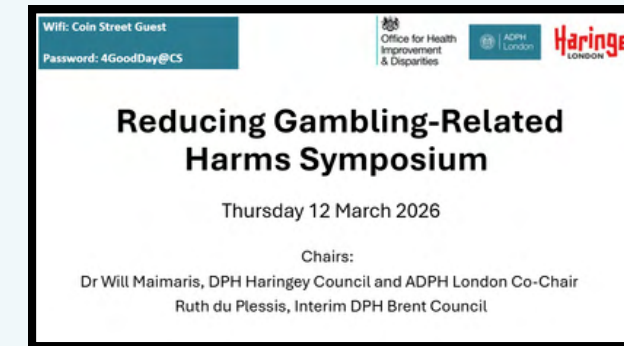 Wifi: Coin Street Guest
Password: 4GoodDay@CS
Office for Health
Improvement
& Disparities
ADPH
London
Haringe
LONDON
Reducing Gambling-Related
Harms Symposium
Thursday 12 March 2026
Chairs:
Dr Will Maimaris, DPH Haringey Council and ADPH London Co-Chair
Ruth du Plessis, Interim DPH Brent Council